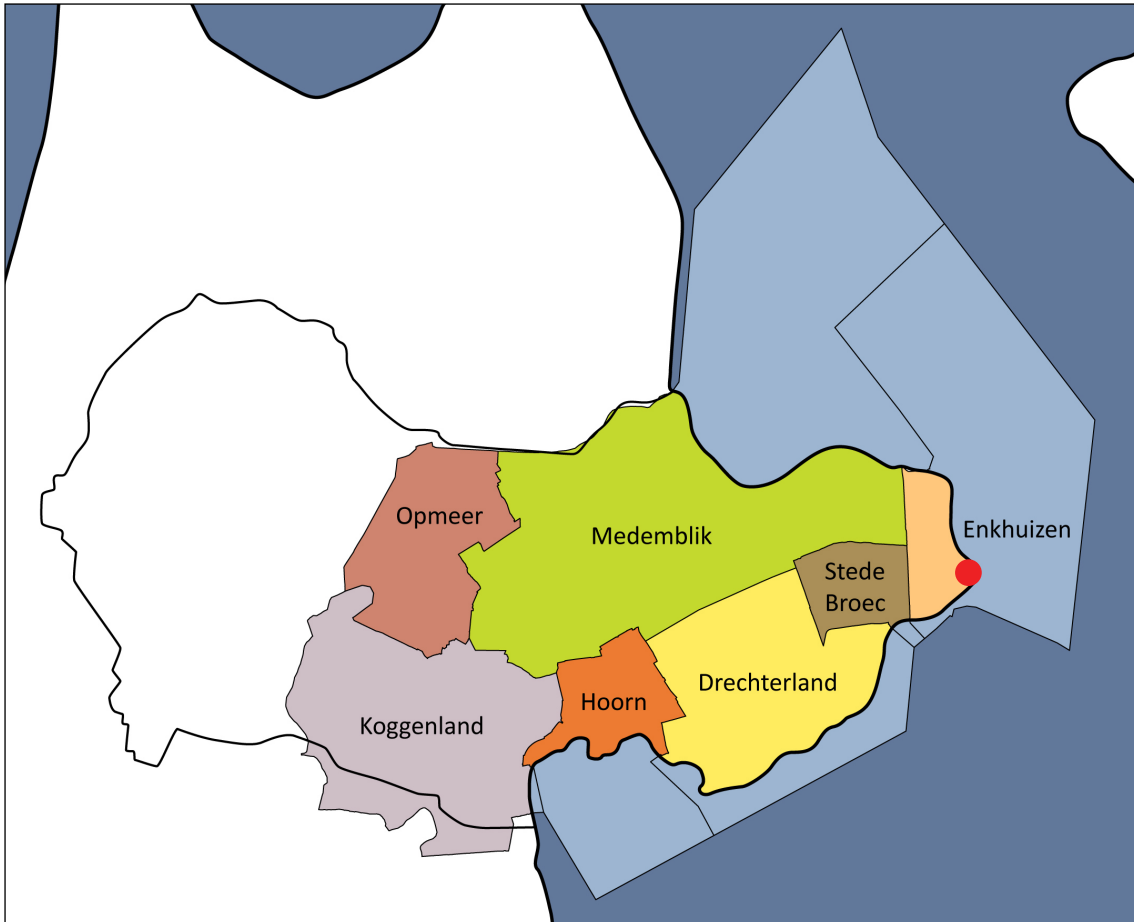 Opmeer
Medemblik
Enkhuizen
Stede
Broec
Drechterland
Hoorn
Koggenland